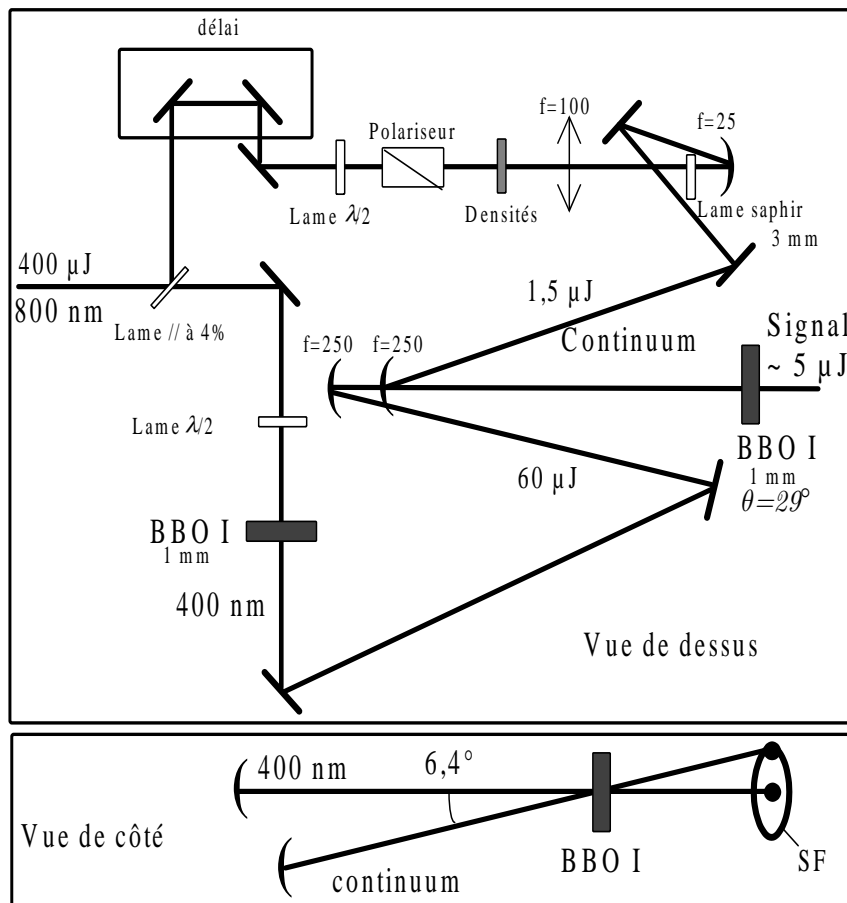 délai
f=100
f=25
Polariseur
Lame λ/2
Densités
Lame saphir
3 mm
400 µJ
800 nm
Lame // à 4%
1,5 µJ
Continuum
Signal
~ 5 µJ
f=250
f=250
Lame λ/2
BBO I
1 mm
θ=29°
60 µJ
BBO I
1 mm
400 nm
Vue de dessus
400 nm
6,4°
Vue de côté
BBO I
SF
continuum